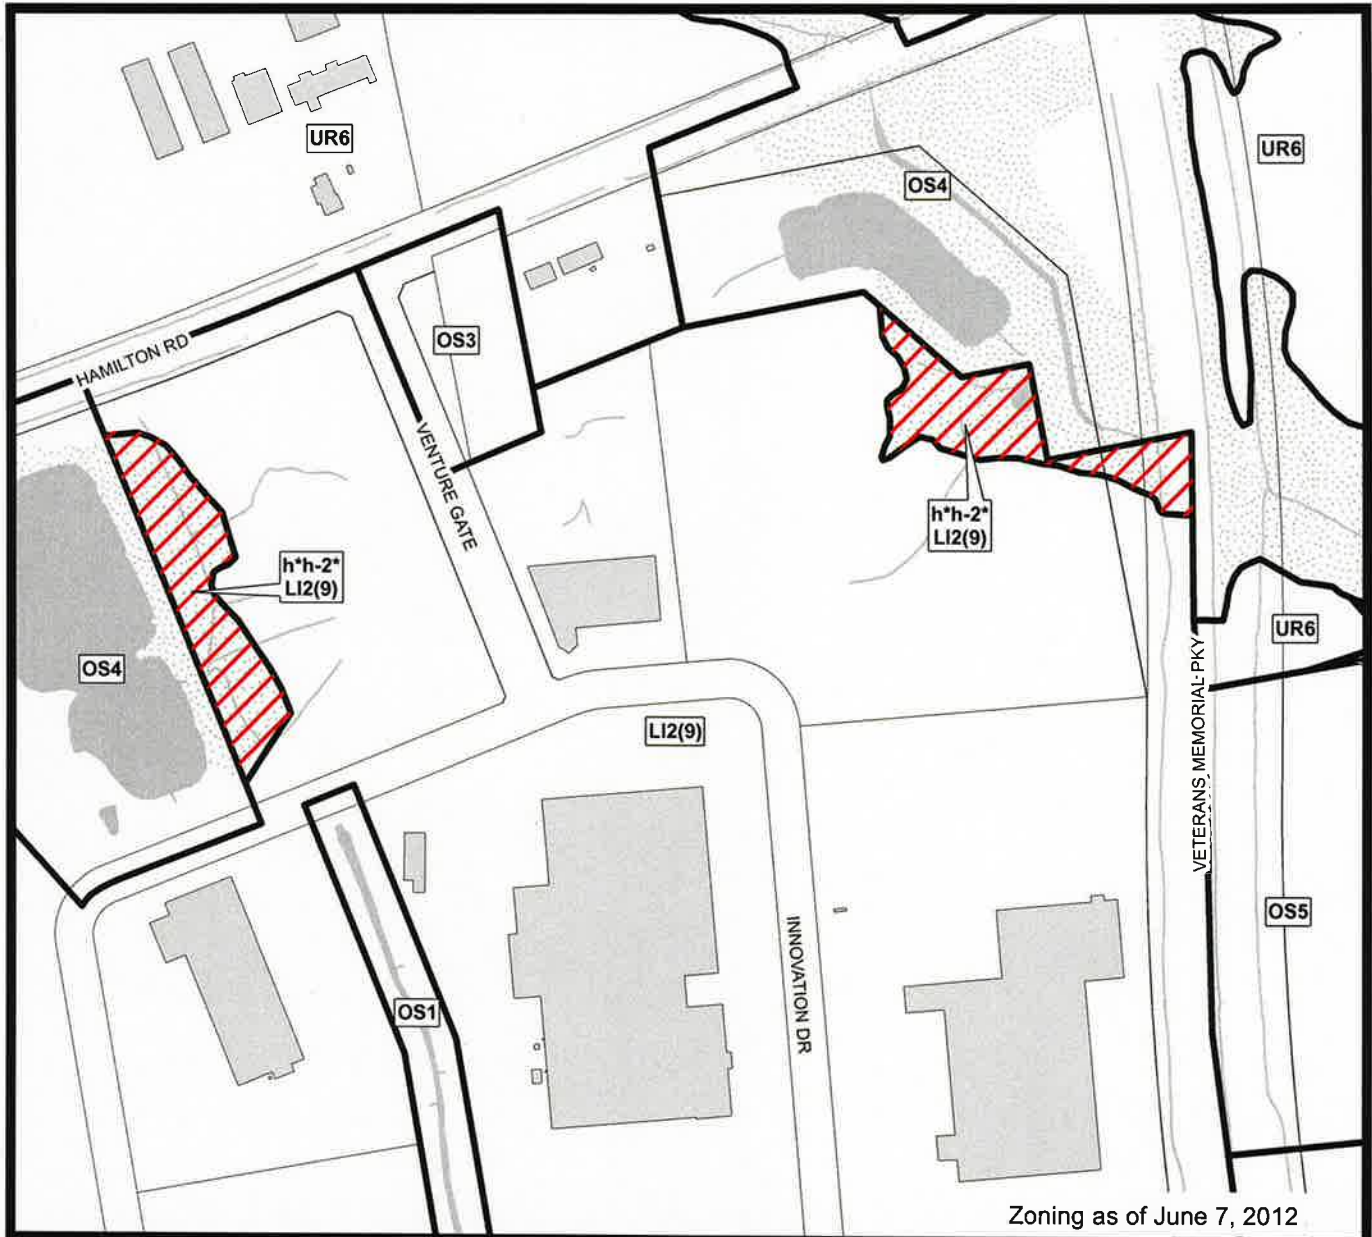 UR6
UR6
OS4
HAMILTON RD
OS3
VENTURE GATE
h*h-2*
LI2(9)
h*h-2*
LI2(9)
OS4
UR6
LI2(9)
VETERANS MEMORIAL PKY
OS5
INNOVATION DR
OS1
Zoning as of June 7, 2012